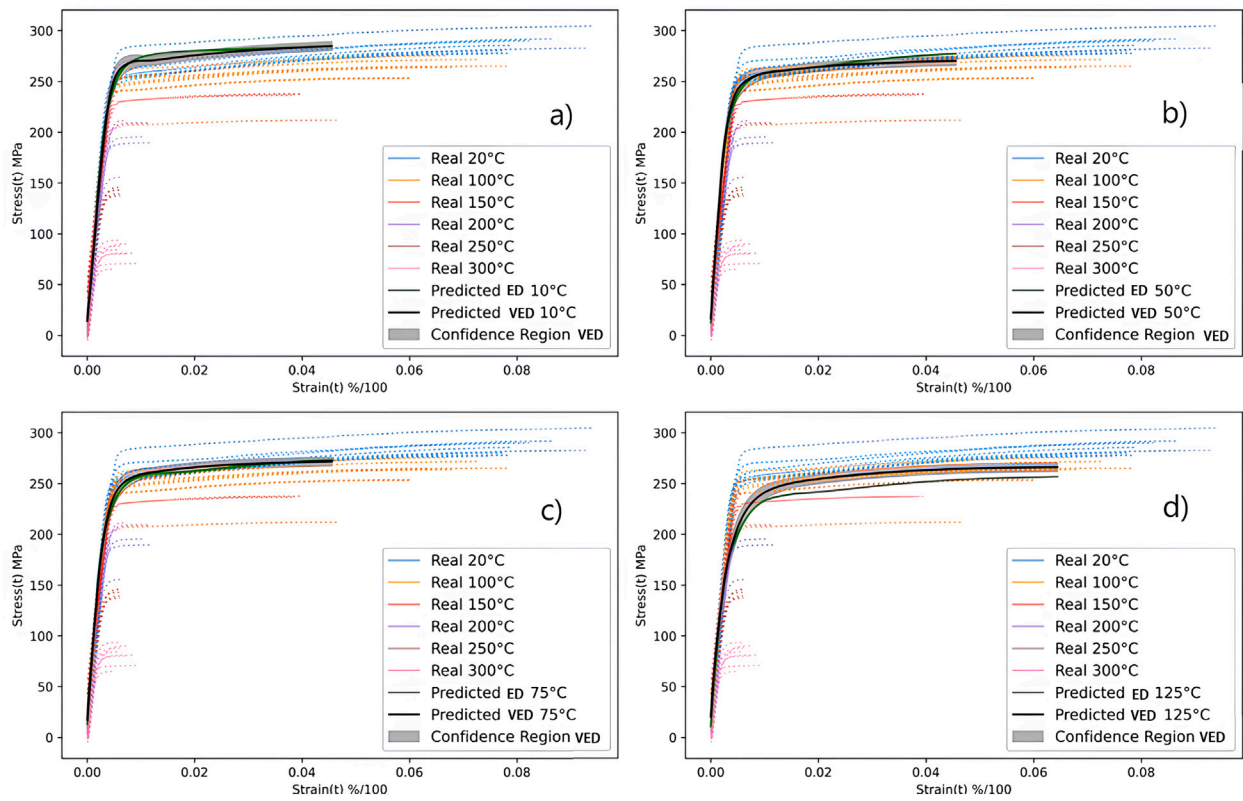 a)
300
250
200
150
100
50
0
Stress(t) MPa
Real 20°C
Real 100°C
Real 150°C
Real 200°C
Real 250°C
Real 300°C
Predicted ED 10°C
Predicted VED 10°C
Confidence Region VED
0.00 0.02 0.04 0.06 0.08
Strain(t) %/100
b)
300
250
200
150
100
50
0
Stress(t) MPa
Real 20°C
Real 100°C
Real 150°C
Real 200°C
Real 250°C
Real 300°C
Predicted ED 50°C
Predicted VED 50°C
Confidence Region VED
0.00 0.02 0.04 0.06 0.08
Strain(t) %/100
c)
300
250
200
150
100
50
0
Stress(t) MPa
Real 20°C
Real 100°C
Real 150°C
Real 200°C
Real 250°C
Real 300°C
Predicted ED 75°C
Predicted VED 75°C
Confidence Region VED
0.00 0.02 0.04 0.06 0.08
Strain(t) %/100
d)
300
250
200
150
100
50
0
Stress(t) MPa
Real 20°C
Real 100°C
Real 150°C
Real 200°C
Real 250°C
Real 300°C
Predicted ED 125°C
Predicted VED 125°C
Confidence Region VED
0.00 0.02 0.04 0.06 0.08
Strain(t) %/100